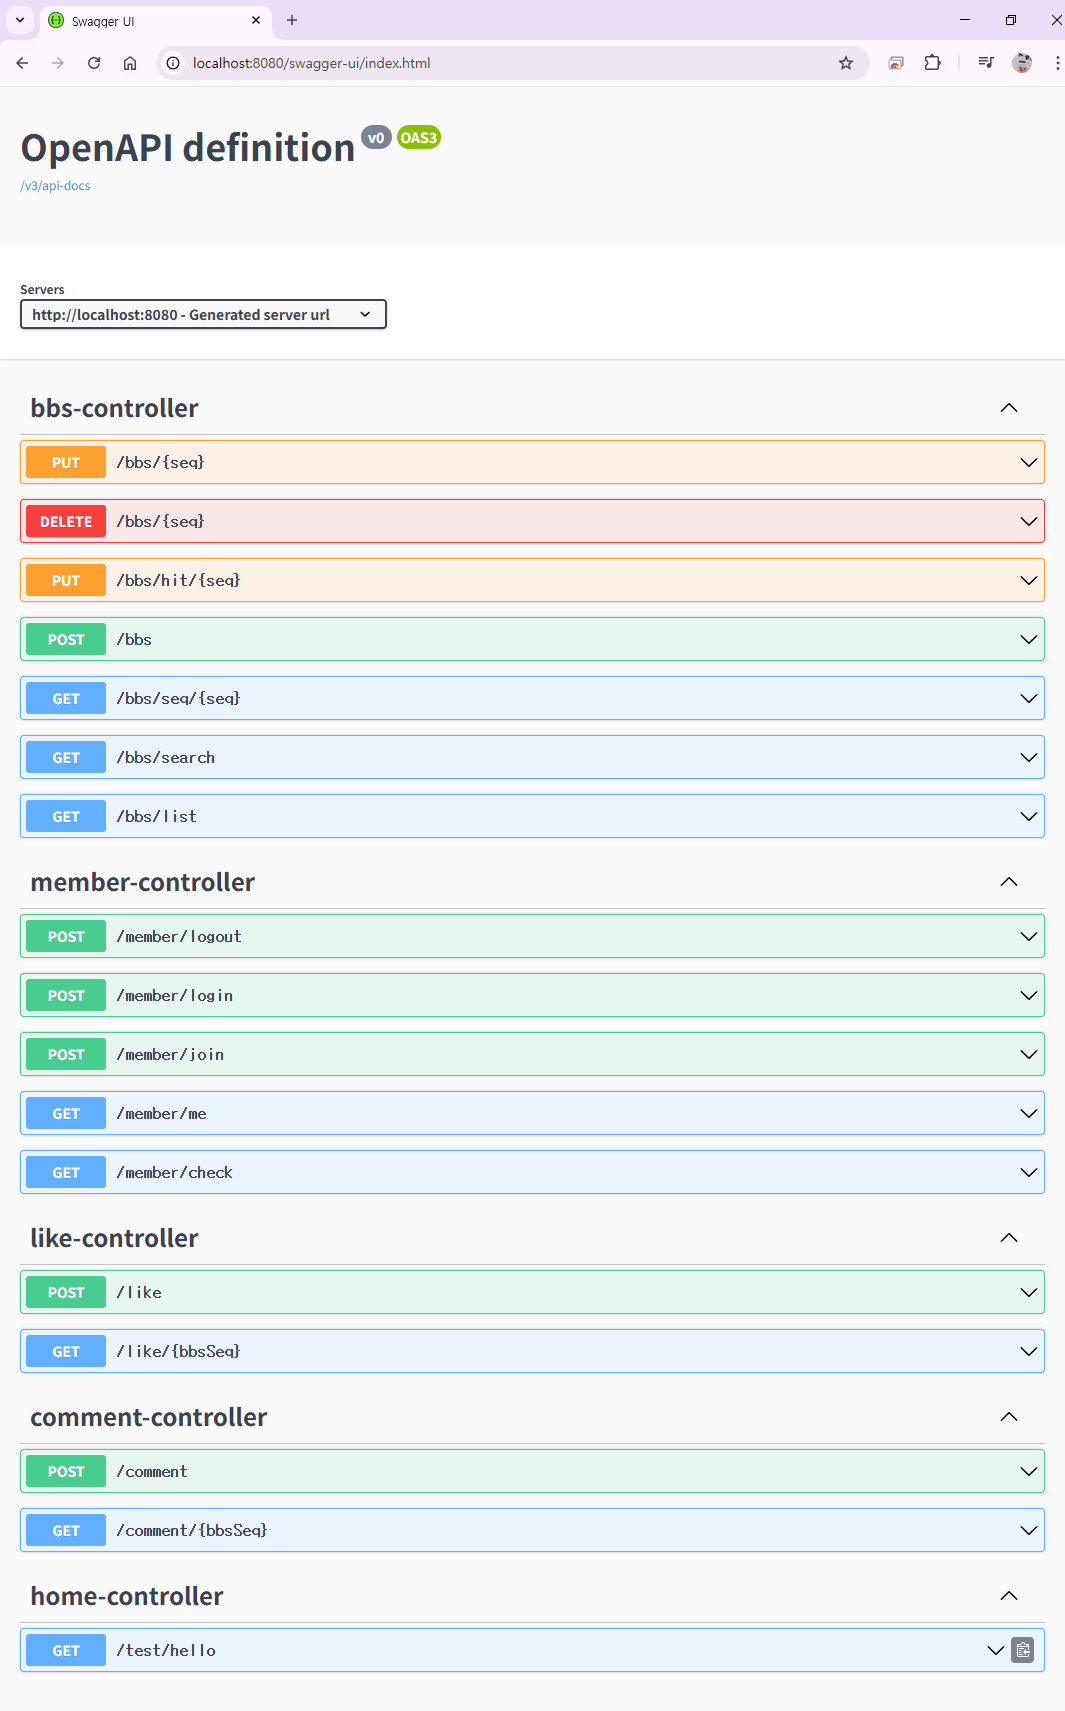 Swagger UI
localhost:8080/swagger-ui/index.html
OpenAPI definition v0 OAS3
/v3/api-docs
Servers
http://localhost:8080 - Generated server url
bbs-controller
PUT /bbs/{seq}
DELETE /bbs/{seq}
PUT /bbs/hit/{seq}
POST /bbs
GET /bbs/seq/{seq}
GET /bbs/search
GET /bbs/list
member-controller
POST /member/logout
POST /member/login
POST /member/join
GET /member/me
GET /member/check
like-controller
POST /like
GET /like/{bbsSeq}
comment-controller
POST /comment
GET /comment/{bbsSeq}
home-controller
GET /test/hello